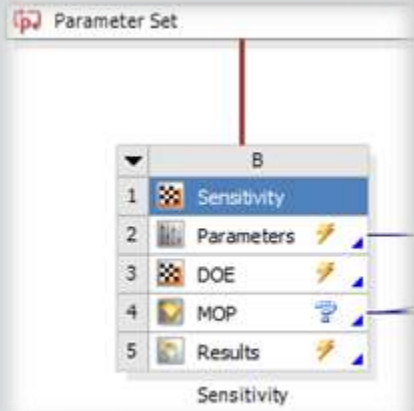 Parameter Set
B
1 Sensitivity
2 Parameters
3 DOE
4 MOP
5 Results
Sensitivity